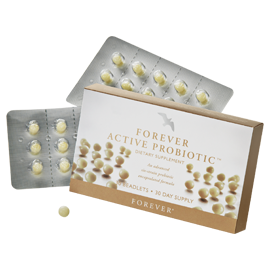 FOREVER
ACTIVE PROBIOTIC™
DIETARY SUPPLEMENT
BEADLETS • 30 DAY SUPPLY
FOREVER®